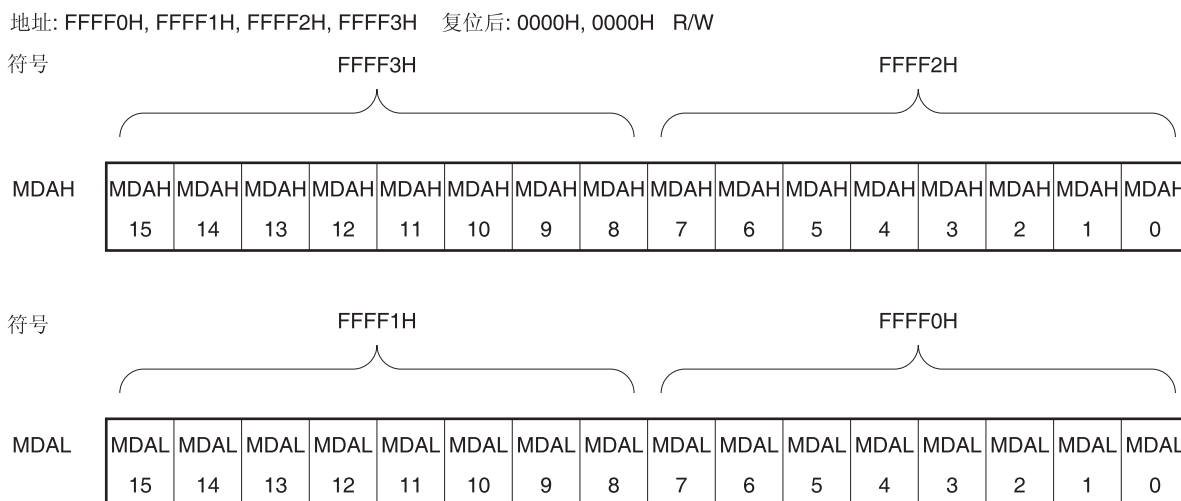 地址: FFFF0H, FFFF1H, FFFF2H, FFFF3H 复位后: 0000H, 0000H R/W
符号 FFFF3H FFFF2H
MDAH MDAH MDAH MDAH MDAH MDAH MDAH MDAH MDAH MDAH MDAH MDAH MDAH MDAH MDAH MDAH MDAH
15 14 13 12 11 10 9 8 7 6 5 4 3 2 1 0
符号 FFFF1H FFFF0H
MDAL MDAL MDAL MDAL MDAL MDAL MDAL MDAL MDAL MDAL MDAL MDAL MDAL MDAL MDAL MDAL MDAL
15 14 13 12 11 10 9 8 7 6 5 4 3 2 1 0